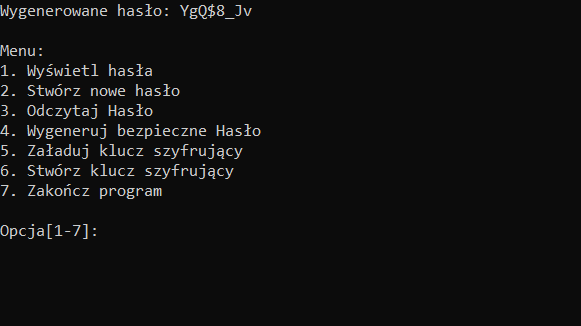 Wygenerowane hasło: YgQ$8_Jv
Menu:
1. Wyświetl hasła
2. Stwórz nowe hasło
3. Odczytaj Hasło
4. Wygeneruj bezpieczne Hasło
5. Załaduj klucz szyfrujący
6. Stwórz klucz szyfrujący
7. Zakończ program
Opcja[1-7]: